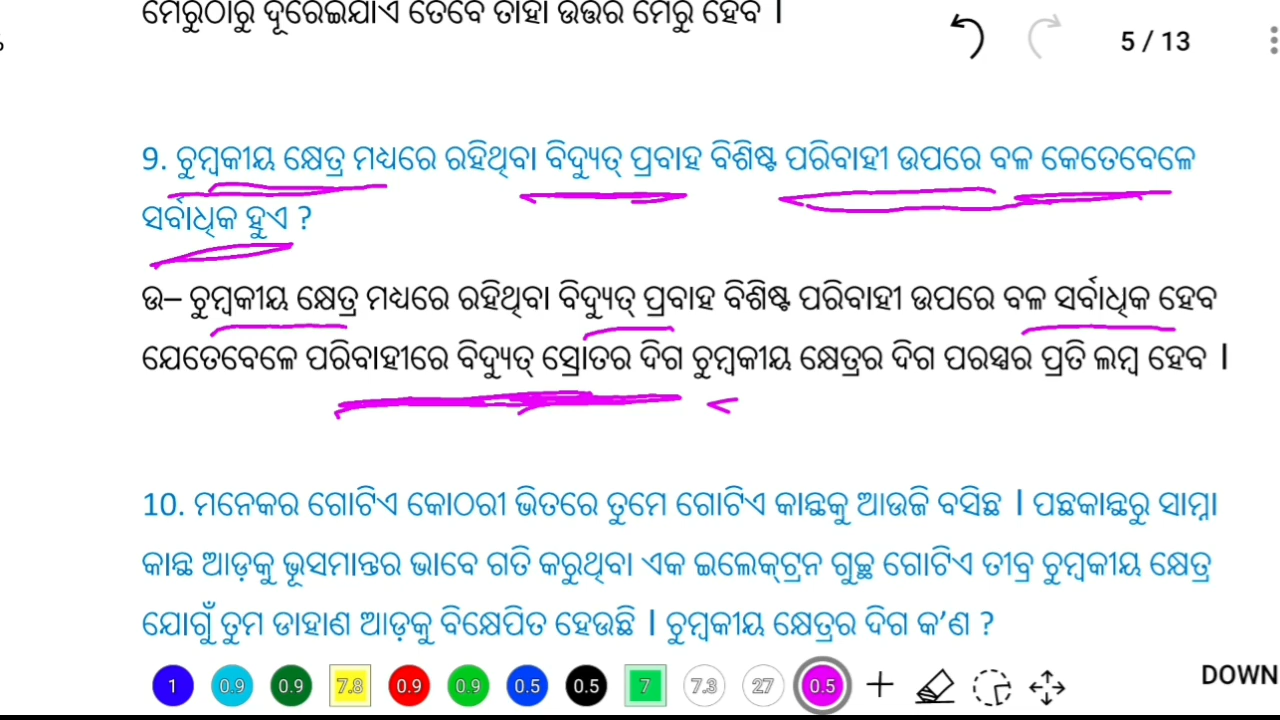 ମେରୁଠାରୁ ଦୂରେଇଯାଏ ତେବେ ତାହା ଉତ୍ତର ମେରୁ ହେବ ।
5 / 13
9. ଚୁମ୍ବକୀୟ କ୍ଷେତ୍ର ମଧ୍ୟରେ ରହିଥିବା ବିଦ୍ୟୁତ୍ ପ୍ରବାହ ବିଶିଷ୍ଟ ପରିବାହୀ ଉପରେ ବଳ କେତେବେଳେ
ସର୍ବାଧିକ ହୁଏ ?
ଉ– ଚୁମ୍ବକୀୟ କ୍ଷେତ୍ର ମଧ୍ୟରେ ରହିଥିବା ବିଦ୍ୟୁତ୍ ପ୍ରବାହ ବିଶିଷ୍ଟ ପରିବାହୀ ଉପରେ ବଳ ସର୍ବାଧିକ ହେବ
ଯେତେବେଳେ ପରିବାହୀରେ ବିଦ୍ୟୁତ୍ ସ୍ରୋତର ଦିଗ ଚୁମ୍ବକୀୟ କ୍ଷେତ୍ରର ଦିଗ ପରସ୍ପର ପ୍ରତି ଲମ୍ବ ହେବ ।
10. ମନେକର ଗୋଟିଏ କୋଠରୀ ଭିତରେ ତୁମେ ଗୋଟିଏ କାନ୍ଥକୁ ଆଉଜି ବସିଛ । ପଛକାନ୍ଥରୁ ସାମ୍ନା
କାନ୍ଥ ଆଡ଼କୁ ଭୂସମାନ୍ତର ଭାବେ ଗତି କରୁଥିବା ଏକ ଇଲେକ୍ଟ୍ରନ ଗୁଚ୍ଛ ଗୋଟିଏ ତୀବ୍ର ଚୁମ୍ବକୀୟ କ୍ଷେତ୍ର
ଯୋଗୁଁ ତୁମ ଡାହାଣ ଆଡ଼କୁ ବିକ୍ଷେପିତ ହେଉଛି । ଚୁମ୍ବକୀୟ କ୍ଷେତ୍ରର ଦିଗ କ'ଣ ?
1 0.9 0.9 7.8 0.9 0.9 0.5 0.5 7 7.3 27 0.5 DOWN